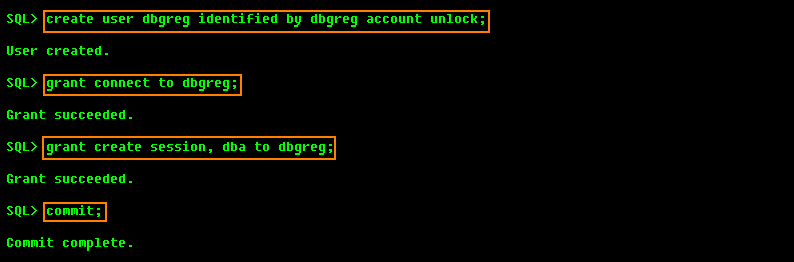 SQL> create user dbgreg identified by dbgreg account unlock;
User created.
SQL> grant connect to dbgreg;
Grant succeeded.
SQL> grant create session, dba to dbgreg;
Grant succeeded.
SQL> commit;
Commit complete.